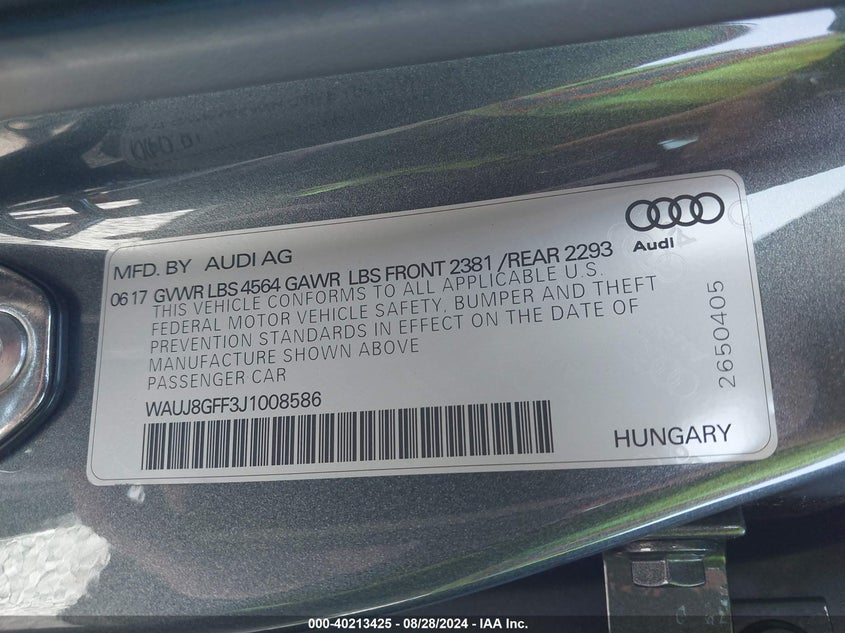 Audi
MFD. BY AUDI AG
0617 GVWR LBS 4564 GAWR LBS FRONT 2381 /REAR 2293
THIS VEHICLE CONFORMS TO ALL APPLICABLE U.S.
FEDERAL MOTOR VEHICLE SAFETY, BUMPER AND THEFT
PREVENTION STANDARDS IN EFFECT ON THE DATE OF
MANUFACTURE SHOWN ABOVE
PASSENGER CAR
WAUJ8GFF3J1008586
HUNGARY
2650405
000-40213425 - 08/28/2024 - IAA Inc.